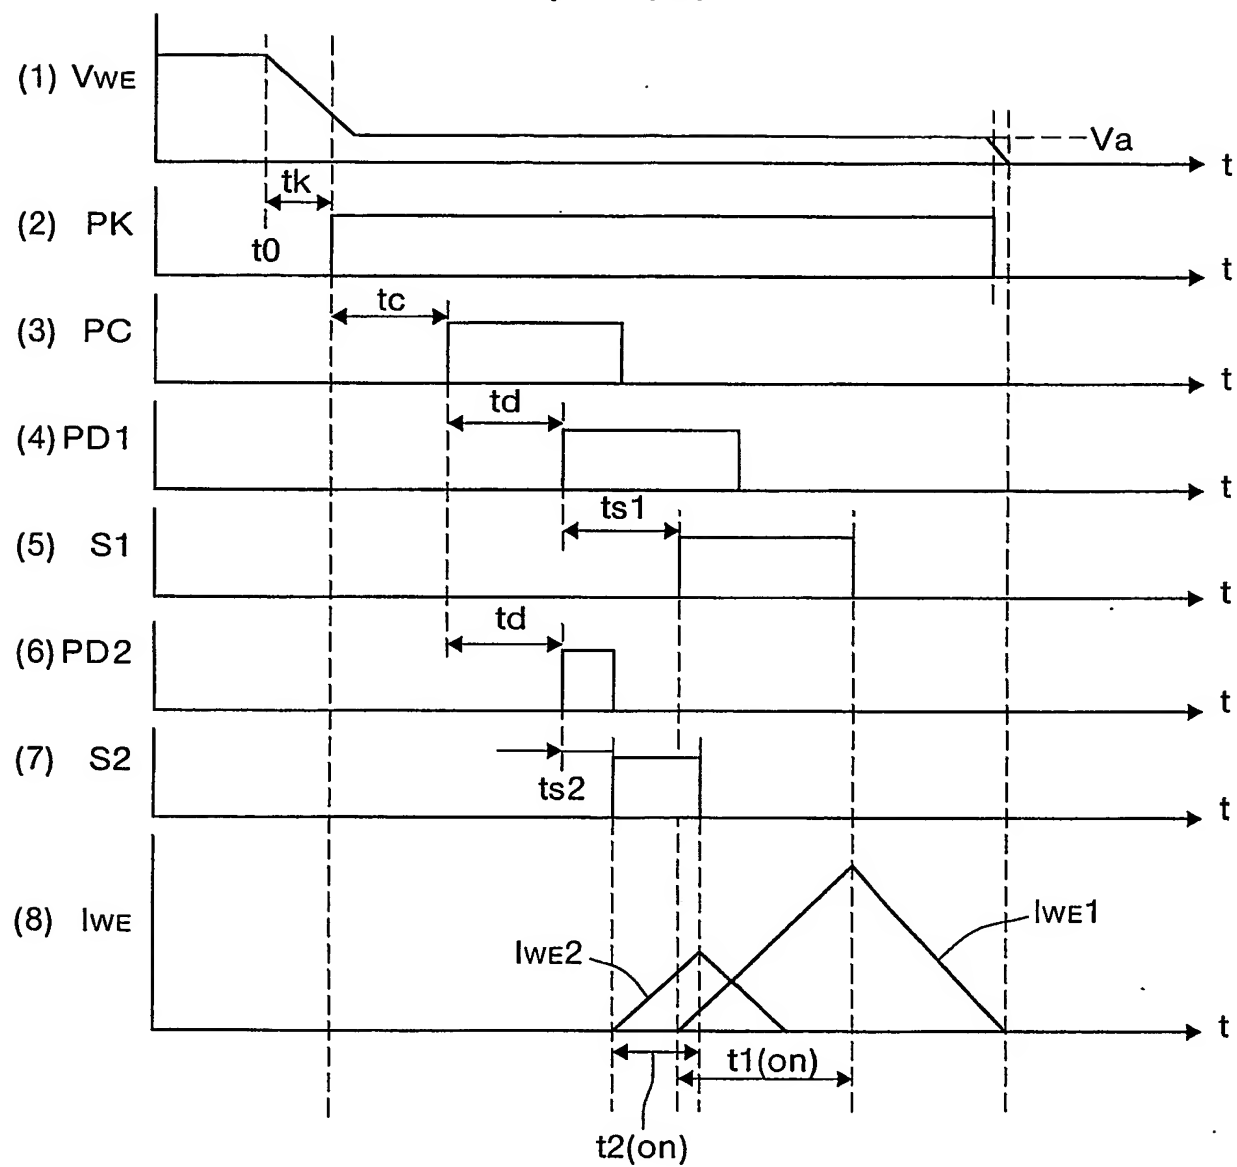 (1) VWE
Va
t
tk
(2) PK
t0
t
tc
(3) PC
t
td
(4) PD1
t
ts1
(5) S1
t
td
(6) PD2
t
(7) S2
ts2
t
(8) IWE
IWE2
IWE1
t
t1(on)
t2(on)